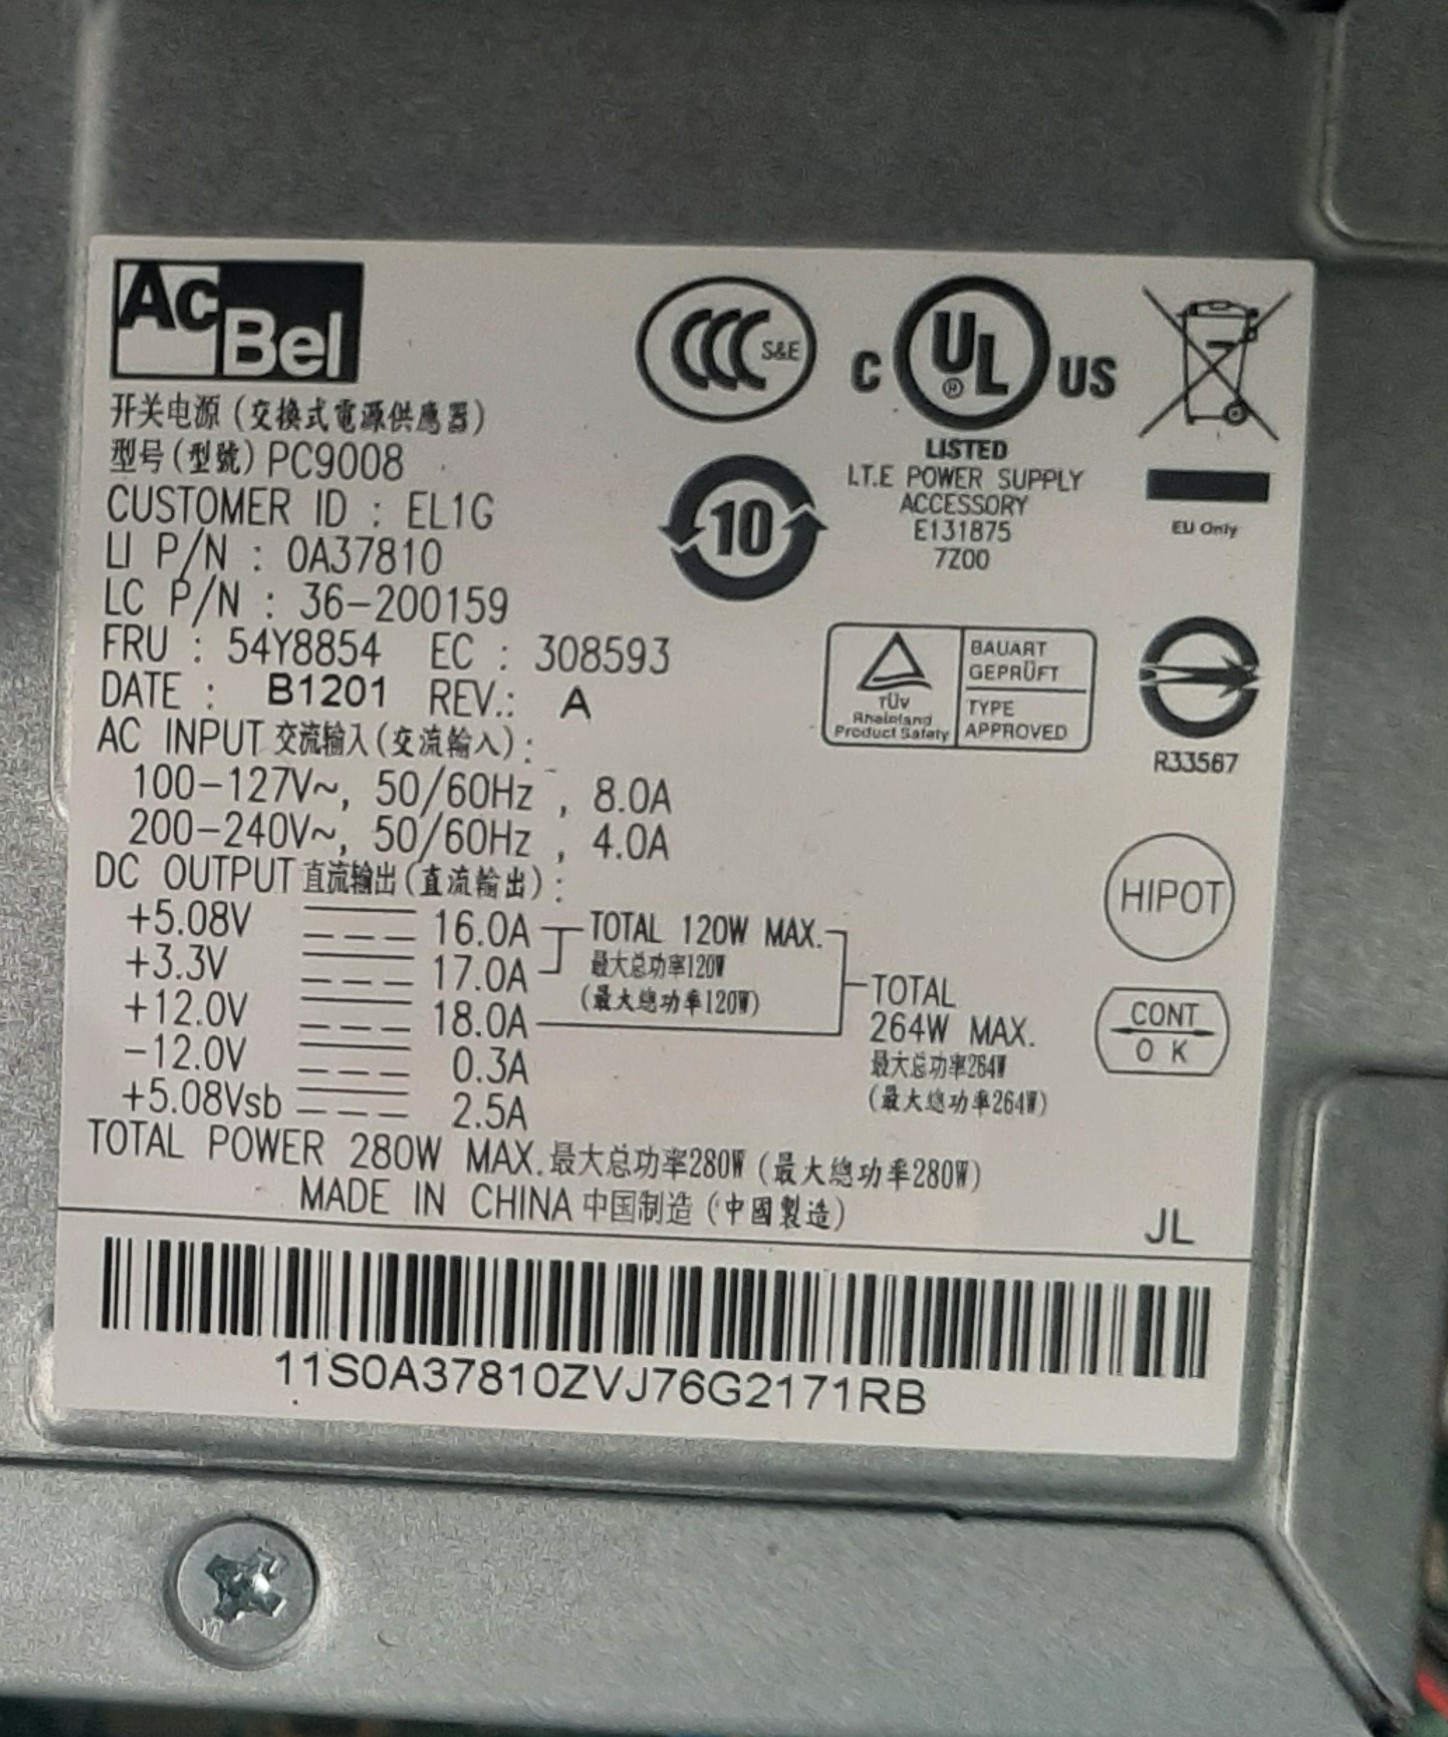 AcBel
开关电源(交换式電源供應器)
型号(型號) PC9008
CUSTOMER ID : EL1G
LI P/N : 0A37810
LC P/N : 36-200159
FRU : 54Y8854 EC : 308593
DATE : B1201 REV.: A
AC INPUT 交流输入(交流輸入) :
100-127V~, 50/60Hz , 8.0A
200-240V~, 50/60Hz , 4.0A
DC OUTPUT 直流输出(直流輸出) :
+5.08V 16.0A
+3.3V 17.0A
+12.0V 18.0A
-12.0V 0.3A
+5.08Vsb 2.5A
TOTAL 120W MAX.
最大总功率120W
(最大總功率120W)
TOTAL
264W MAX.
最大总功率264W
(最大總功率264W)
TOTAL POWER 280W MAX.最大总功率280W (最大總功率280W)
MADE IN CHINA 中国制造 (中國製造)
JL
11S0A37810ZVJ76G2171RB
CCC S&E
10
C UL ® US
LISTED
I.T.E POWER SUPPLY
ACCESSORY
E131875
7Z00
EU Only
TÜV
Rheinland
Product Safety
BAUART
GEPRÜFT
TYPE
APPROVED
R33567
HIPOT
CONT
O K